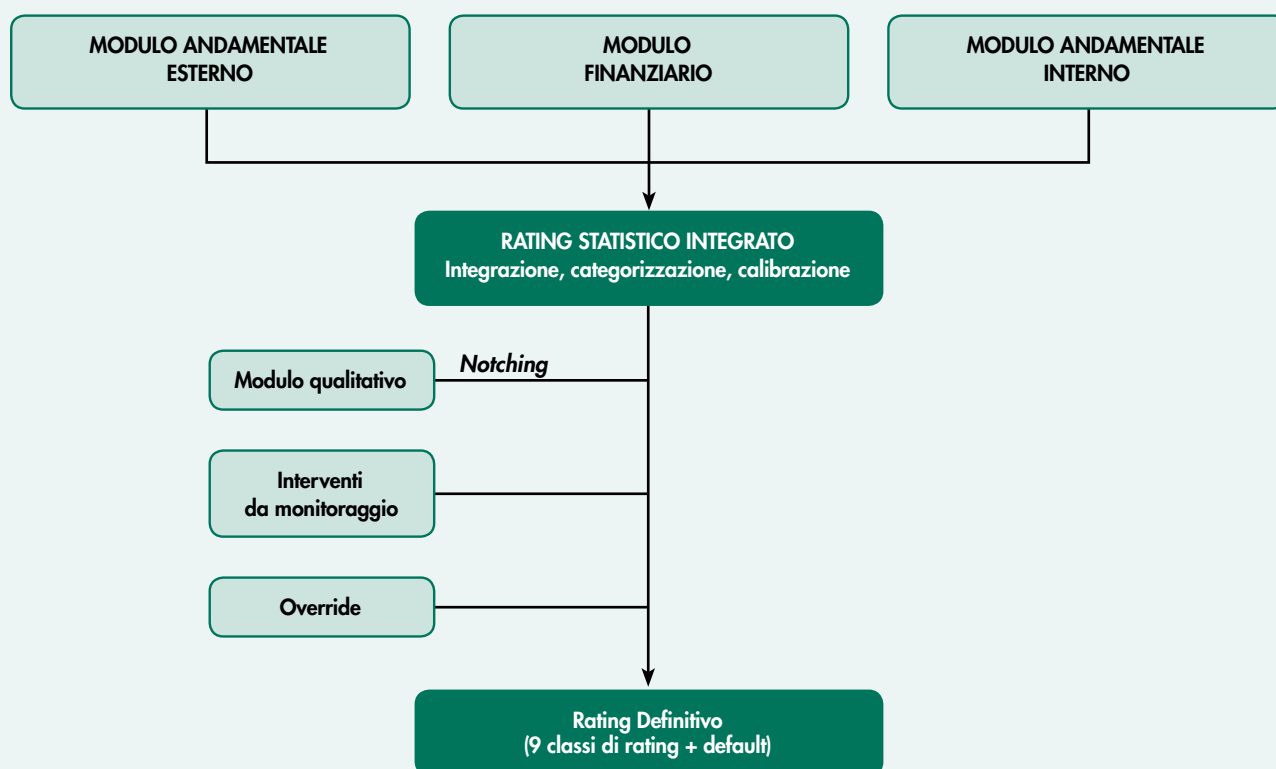 MODULO ANDAMENTALE
ESTERNO
MODULO
FINANZIARIO
MODULO ANDAMENTALE
INTERNO
RATING STATISTICO INTEGRATO
Integrazione, categorizzazione, calibrazione
Modulo qualitativo
Notching
Interventi
da monitoraggio
Override
Rating Definitivo
(9 classi di rating + default)